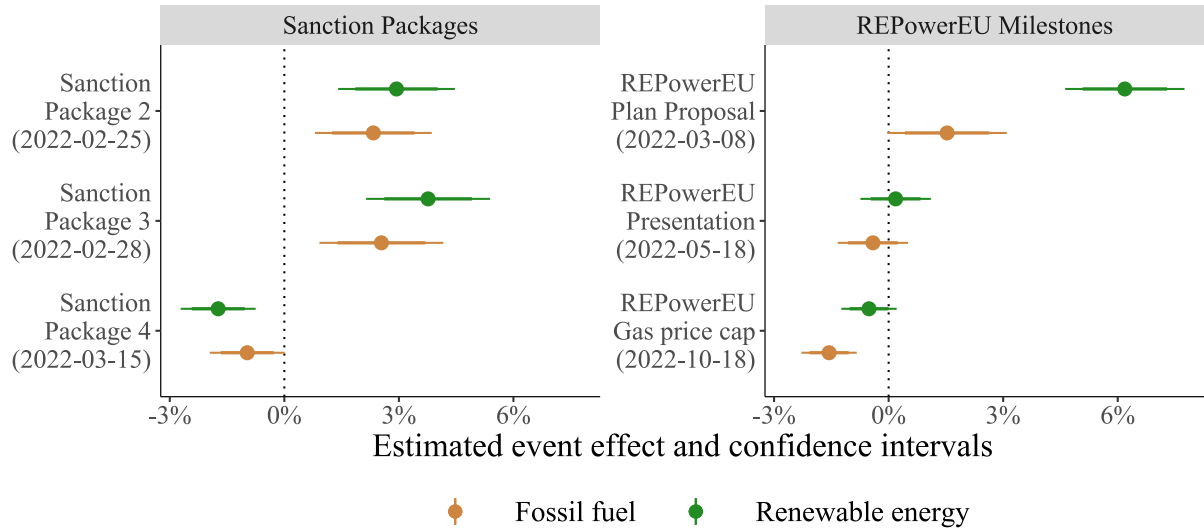 Sanction Packages
REPowerEU Milestones
Sanction
Package 2
(2022-02-25)
Sanction
Package 3
(2022-02-28)
Sanction
Package 4
(2022-03-15)
REPowerEU
Plan Proposal
(2022-03-08)
REPowerEU
Presentation
(2022-05-18)
REPowerEU
Gas price cap
(2022-10-18)
-3% 0% 3% 6%
-3% 0% 3% 6%
Estimated event effect and confidence intervals
Fossil fuel Renewable energy